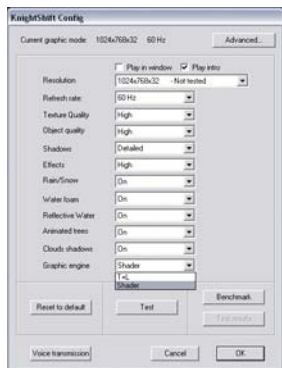 KnightShift Config
Current graphic mode: 1024x768x32 60 Hz Advanced...
Play in window Play intro
Resolution 1024x768x32 - Not tested
Refresh rate: 60 Hz
Texture Quality High
Object quality High
Shadows Detailed
Effects High
Rain/Snow On
Water foam On
Reflective Water On
Animated trees On
Clouds shadows On
Graphic engine Shader
T+L
Shader
Reset to default Test Benchmark
Test results
Voice transmission Cancel OK